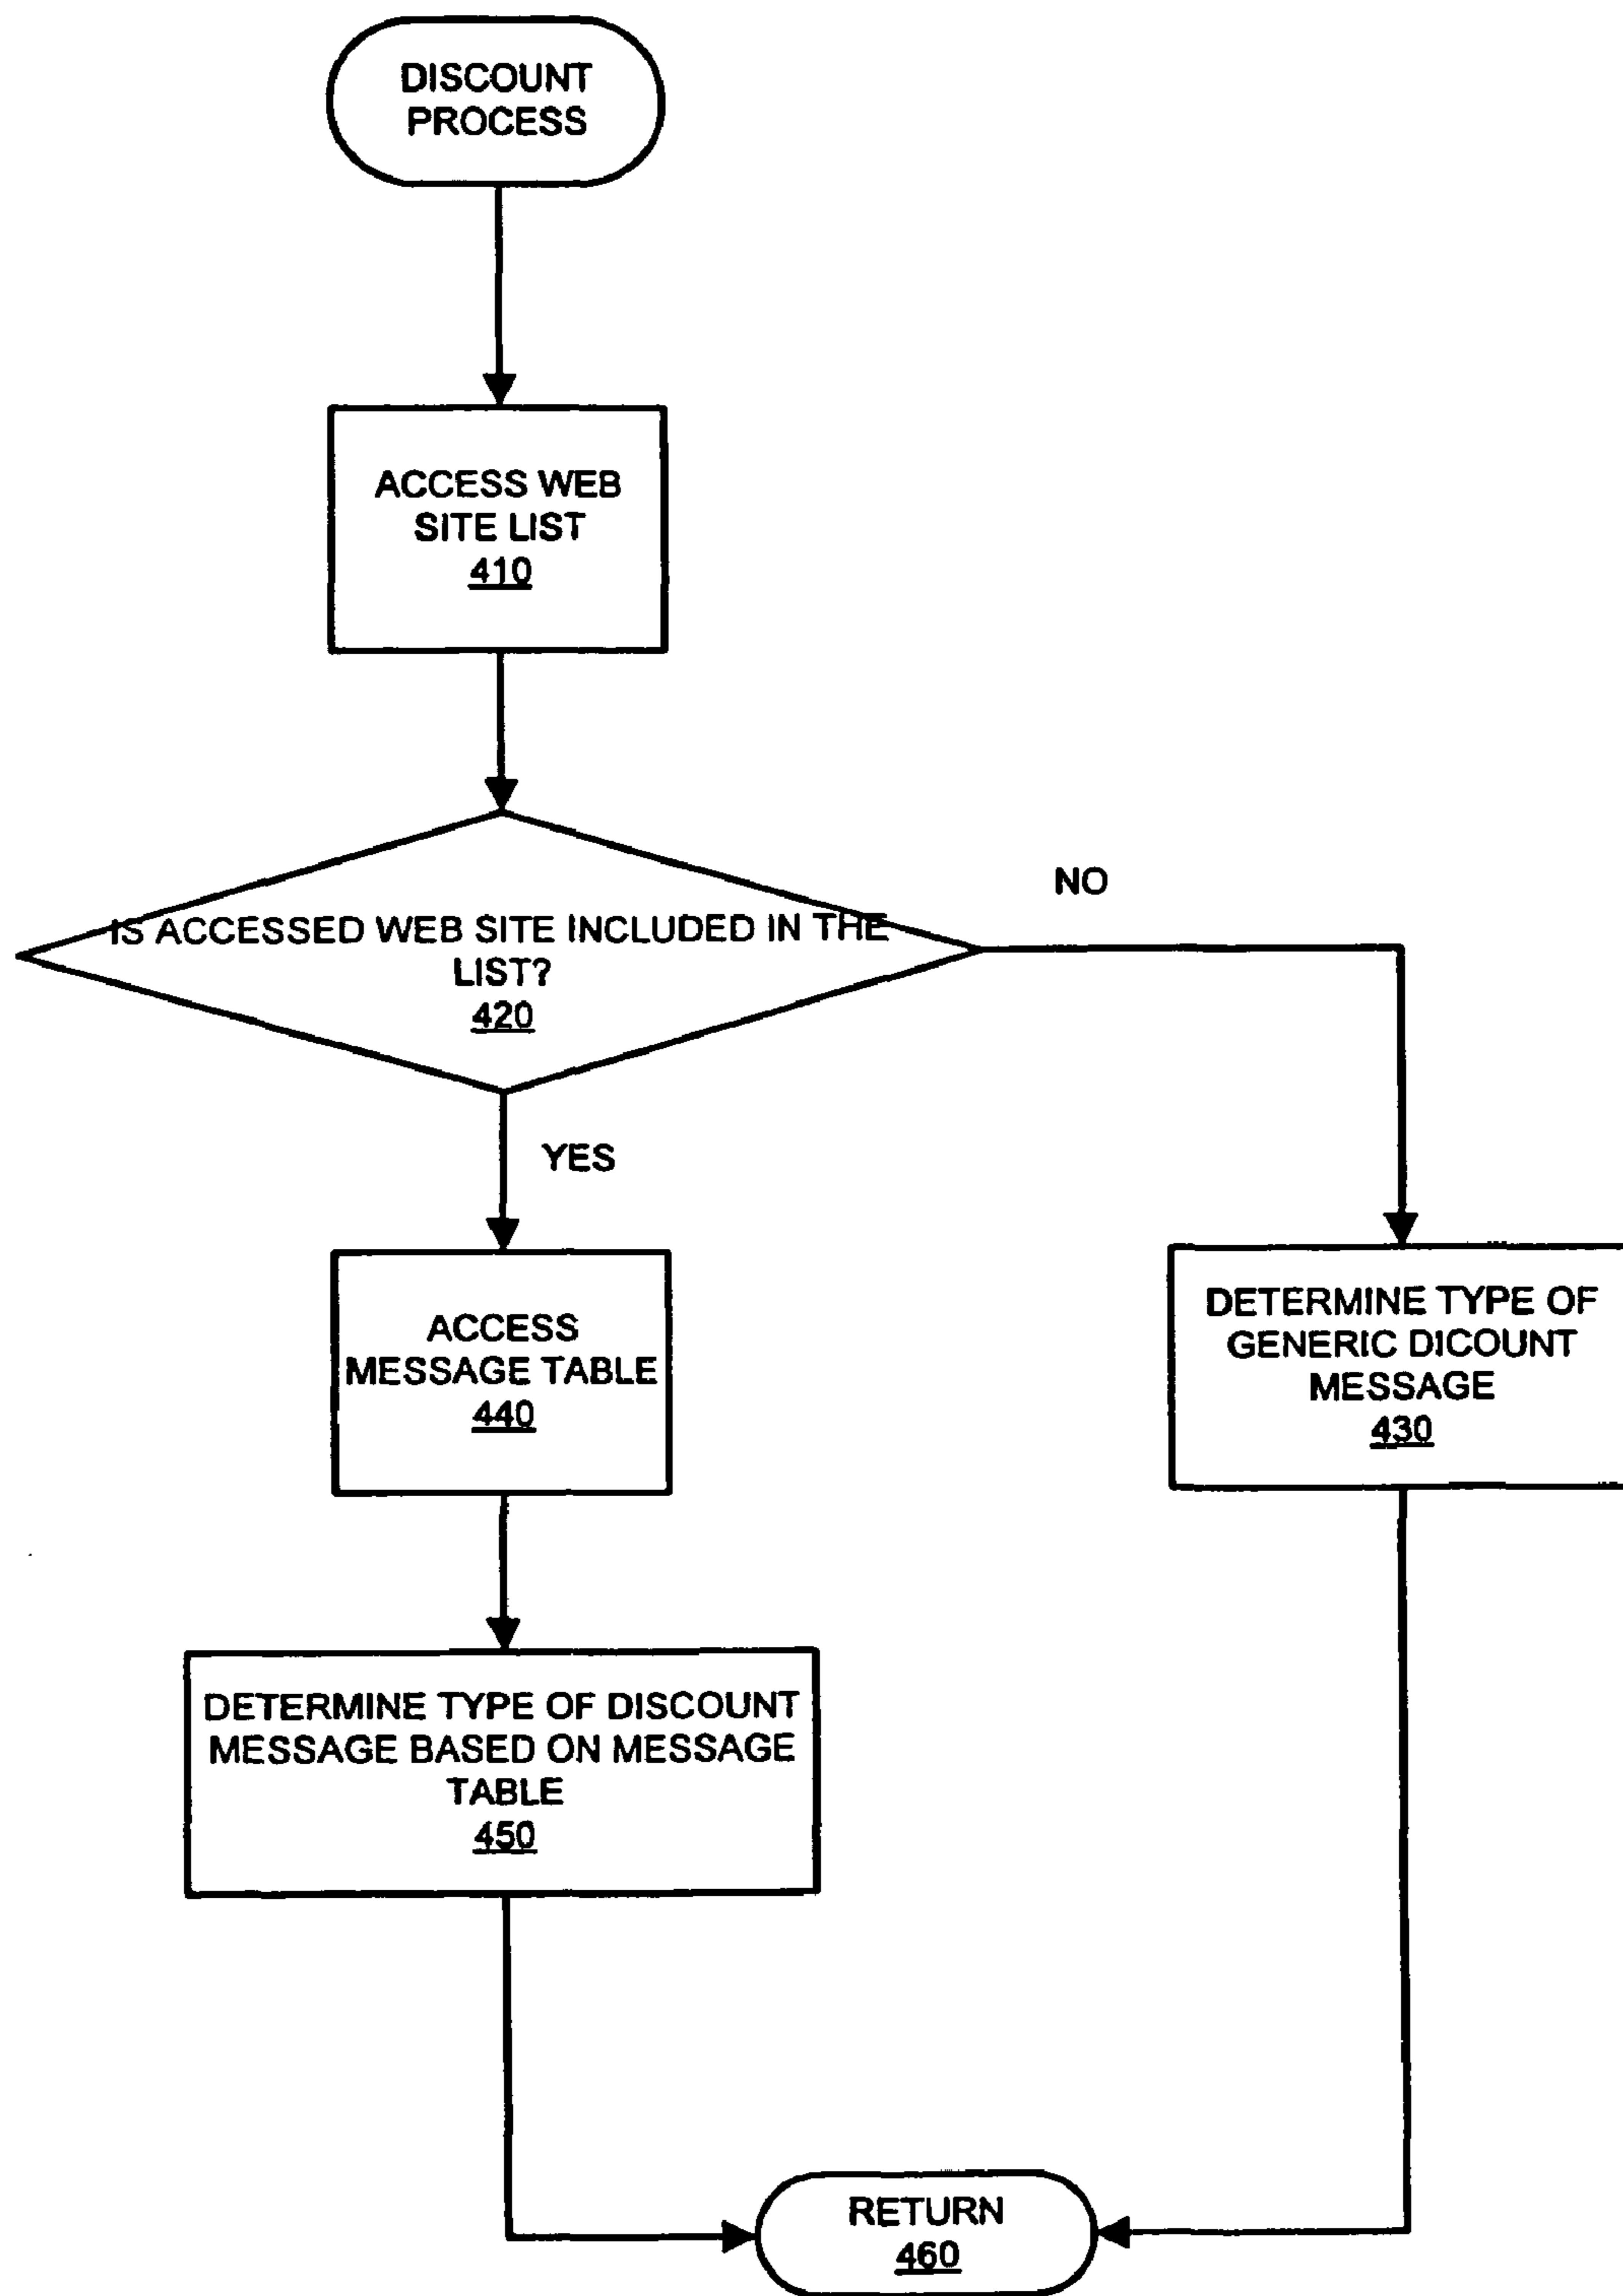 DISCOUNT
PROCESS
ACCESS WEB
SITE LIST
410
IS ACCESSED WEB SITE INCLUDED IN THE
LIST?
420
NO
YES
ACCESS
MESSAGE TABLE
440
DETERMINE TYPE OF
GENERIC DICOUNT
MESSAGE
430
DETERMINE TYPE OF DISCOUNT
MESSAGE BASED ON MESSAGE
TABLE
450
RETURN
460